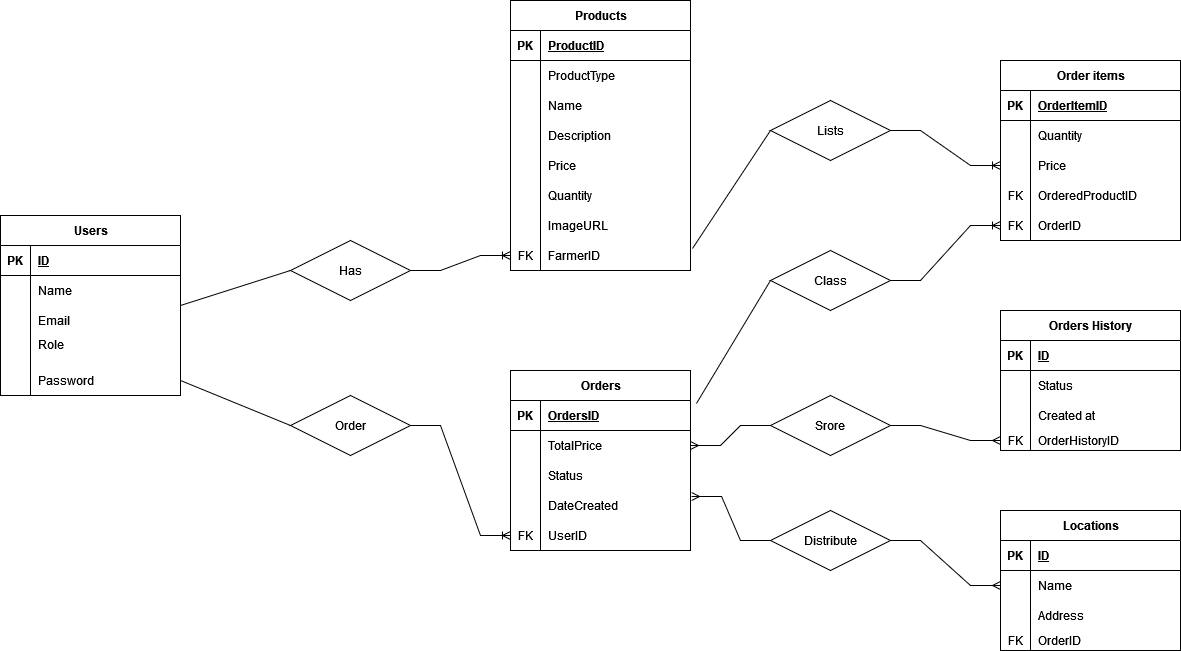 Products
PK ProductID
ProductType
Name
Description
Price
Quantity
ImageURL
FK FarmerID
Order items
PK OrderItemID
Quantity
Price
FK OrderedProductID
FK OrderID
Lists
Users
PK ID
Name
Email
Role
Password
Has
Class
Orders History
PK ID
Status
Created at
FK OrderHistoryID
Orders
PK OrdersID
TotalPrice
Status
DateCreated
FK UserID
Order
Srore
Distribute
Locations
PK ID
Name
Address
FK OrderID